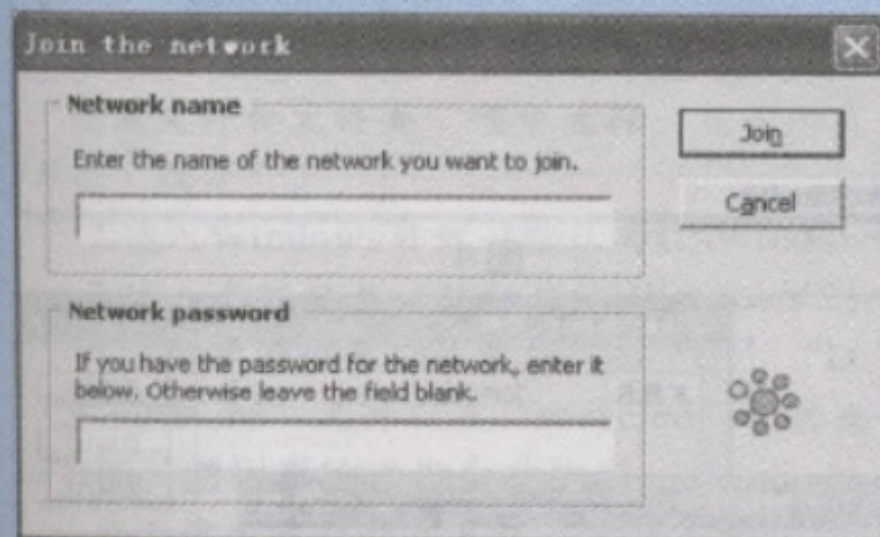 Join the network
Network name
Enter the name of the network you want to join.
Join
Cancel
Network password
If you have the password for the network, enter it
below. Otherwise leave the field blank.